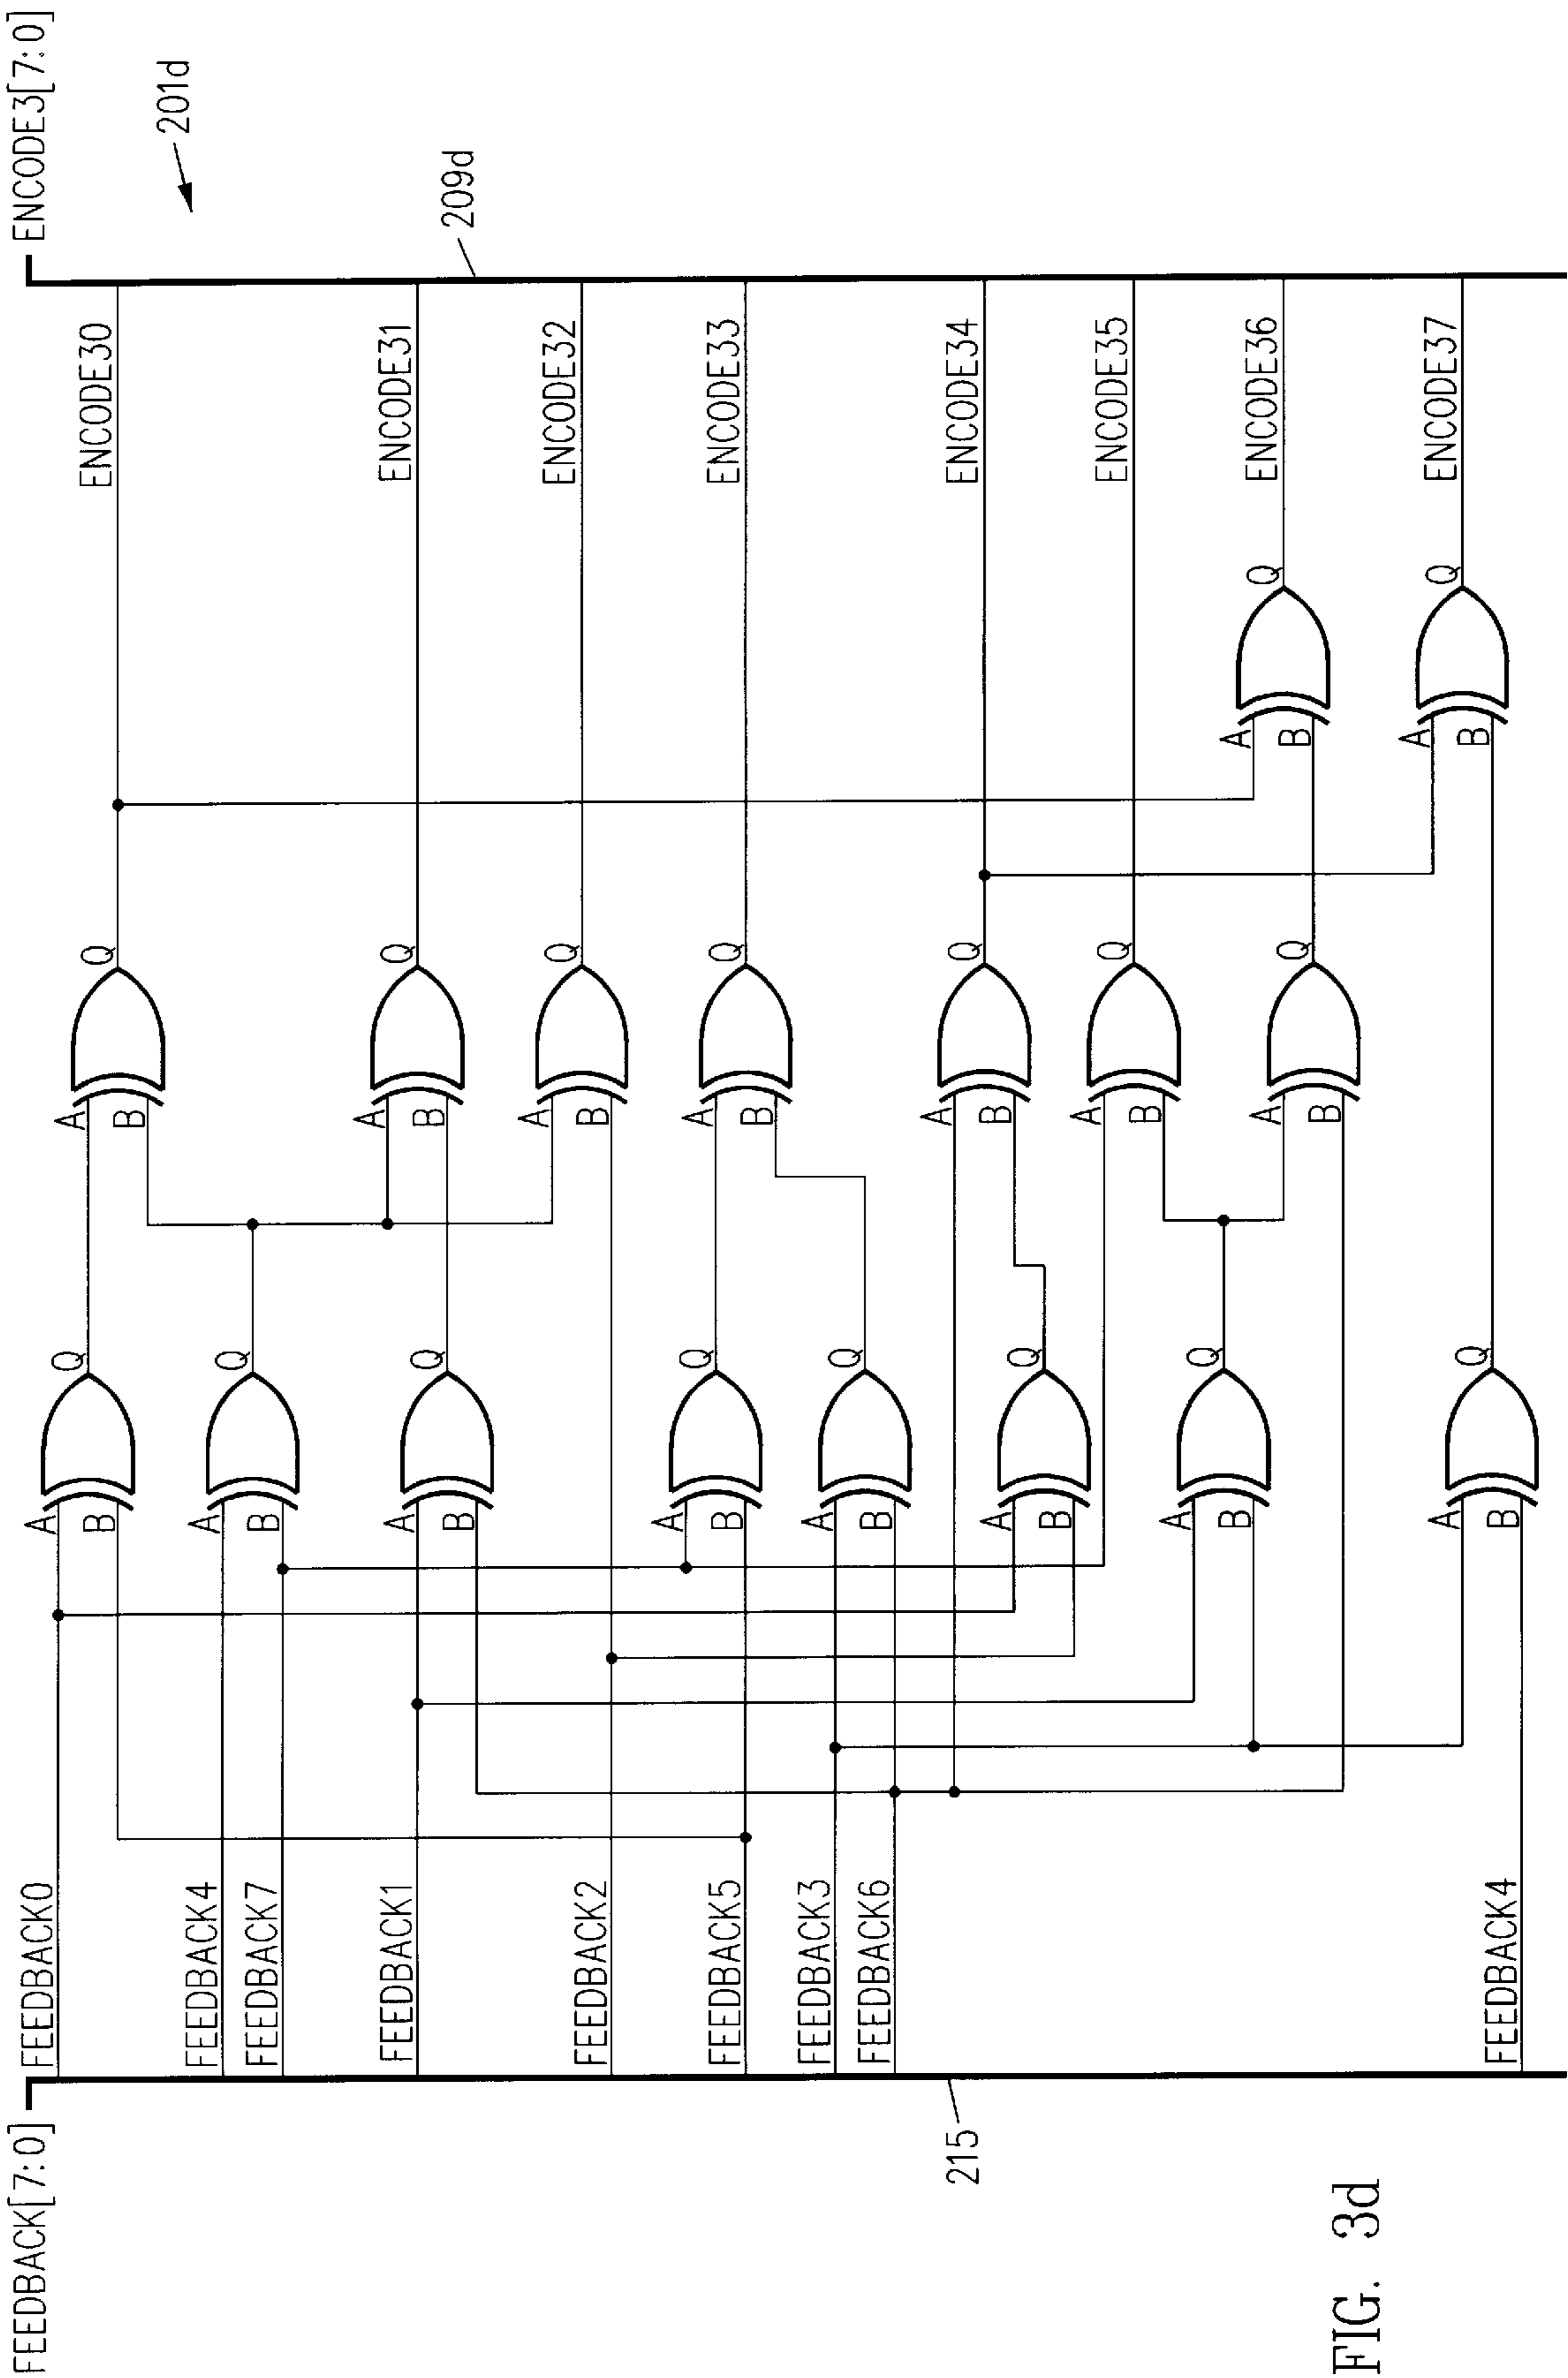 FEEDBACK[7:0]
ENCODE3[7:0]
201d
209d
215
FEEDBACK0
FEEDBACK4
FEEDBACK7
FEEDBACK1
FEEDBACK2
FEEDBACK5
FEEDBACK3
FEEDBACK6
FEEDBACK4
A
B
Q
A
B
Q
A
B
Q
A
B
Q
A
B
Q
A
B
Q
A
B
Q
A
B
Q
A
B
Q
A
B
Q
A
B
Q
A
B
Q
A
B
Q
A
B
Q
A
B
Q
A
B
Q
A
B
Q
ENCODE30
ENCODE31
ENCODE32
ENCODE33
ENCODE34
ENCODE35
ENCODE36
ENCODE37
FIG. 3d